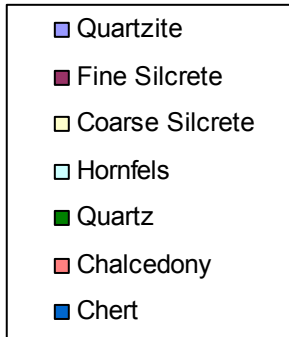 Quartzite
Fine Silcrete
Coarse Silcrete
Hornfels
Quartz
Chalcedony
Chert